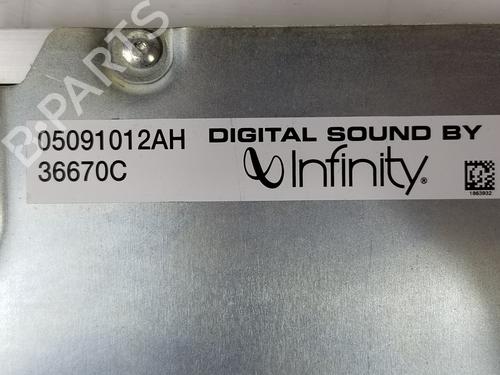 B-PARTS
05091012AH DIGITAL SOUND BY
36670C Infinity®
1863932